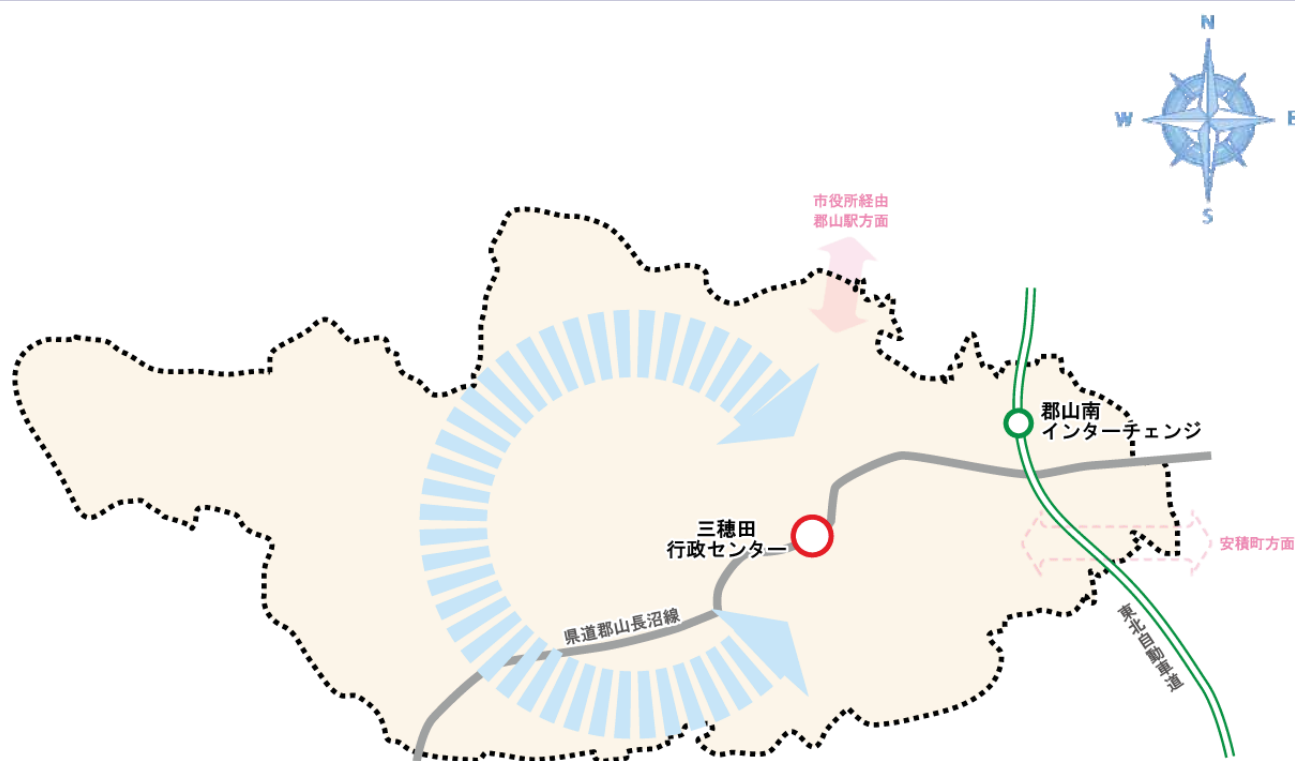 N
W
E
S
市役所経由
郡山駅方面
郡山南
インターチェンジ
三穂田
行政センター
安積町方面
県道郡山長沼線
東北自動車道